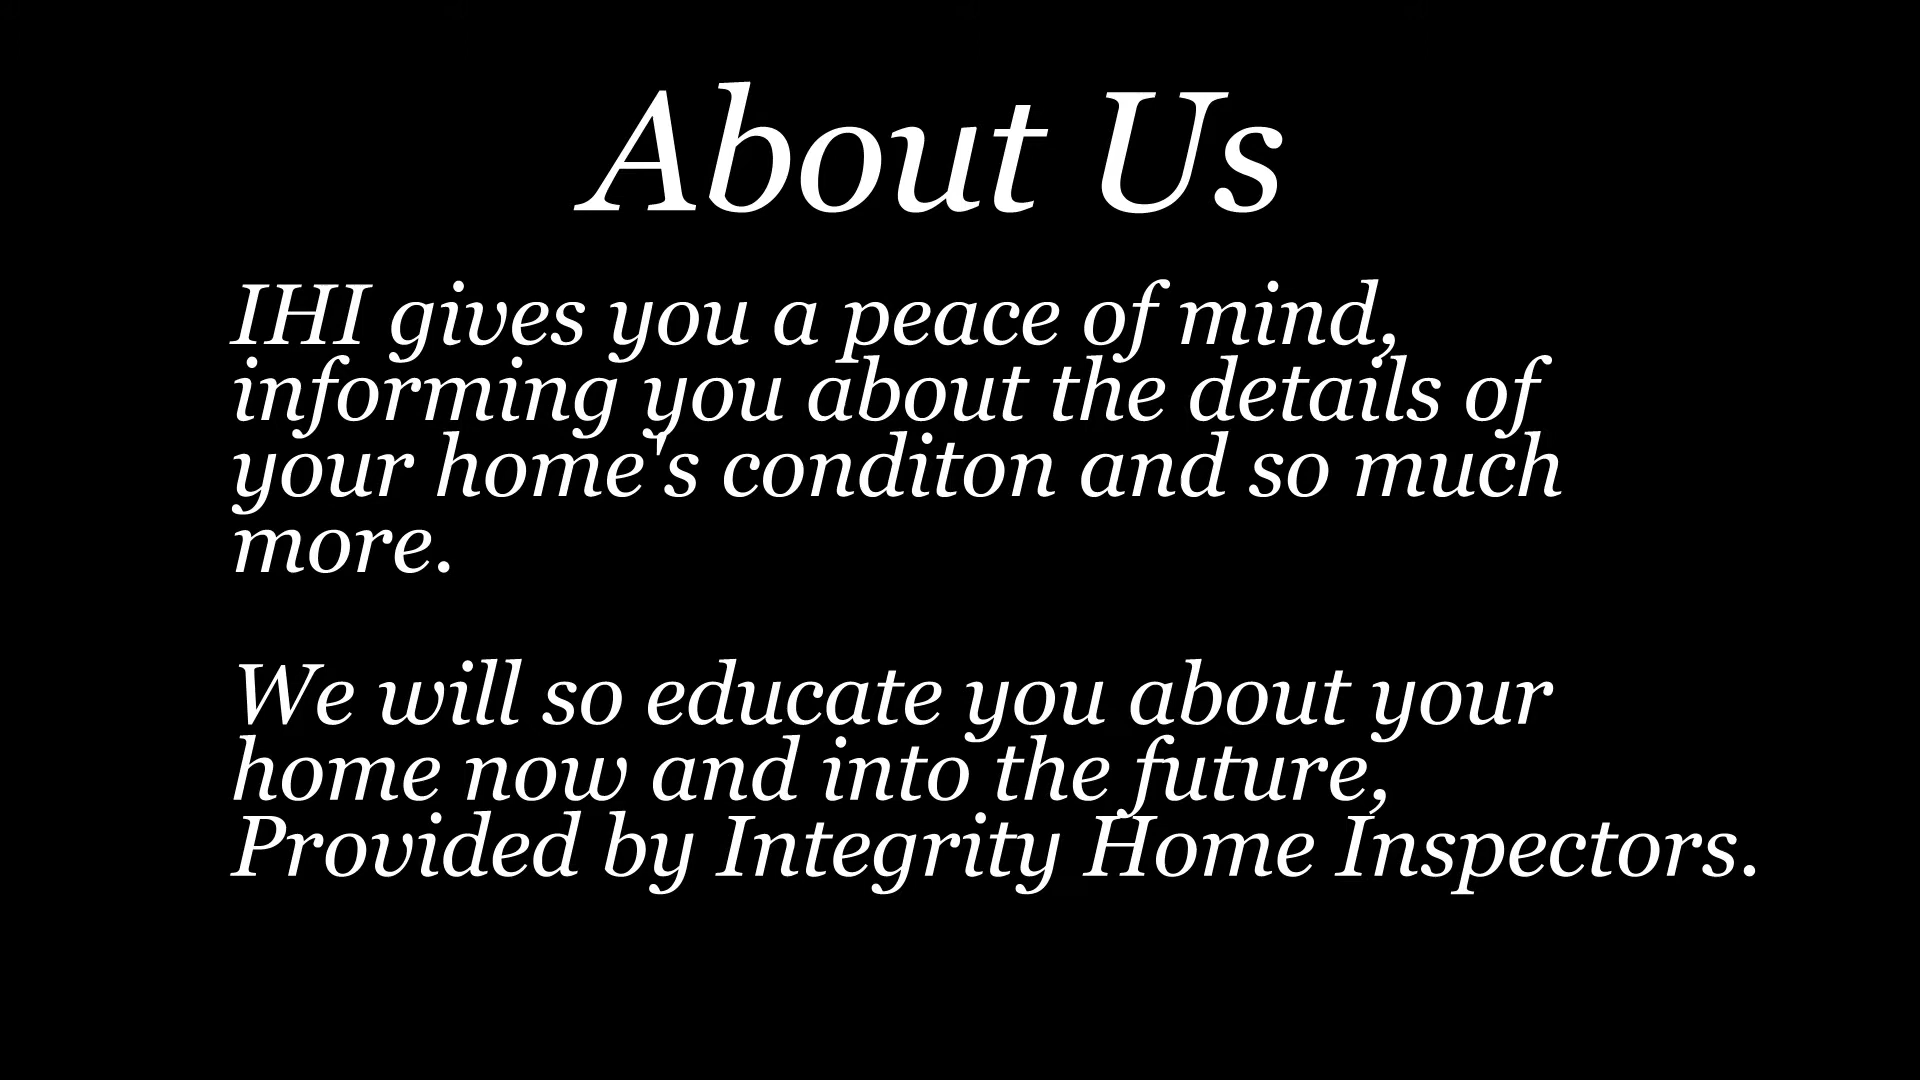 About Us
IHI gives you a peace of mind,
informing you about the details of
your home's conditon and so much
more.
We will so educate you about your
home now and into the future,
Provided by Integrity Home Inspectors.